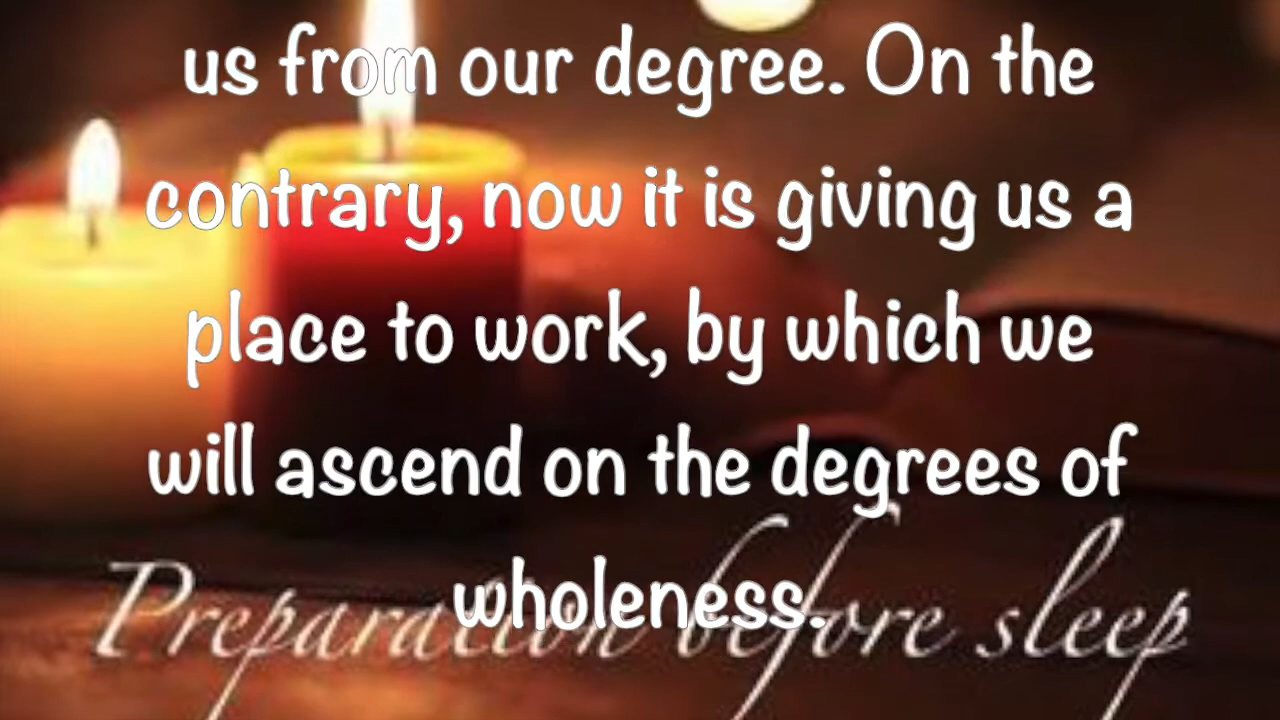 us from our degree. On the
contrary, now it is giving us a
place to work, by which we
will ascend on the degrees of
wholeness.
Preparation before sleep